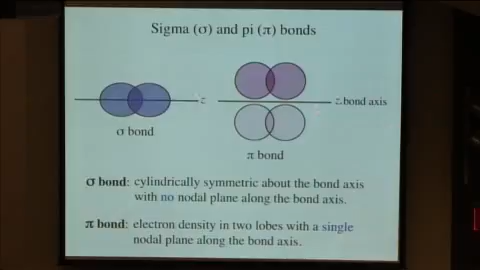 Sigma (σ) and pi (π) bonds
z
z bond axis
σ bond
π bond
σ bond: cylindrically symmetric about the bond axis
with no nodal plane along the bond axis.
π bond: electron density in two lobes with a single
nodal plane along the bond axis.